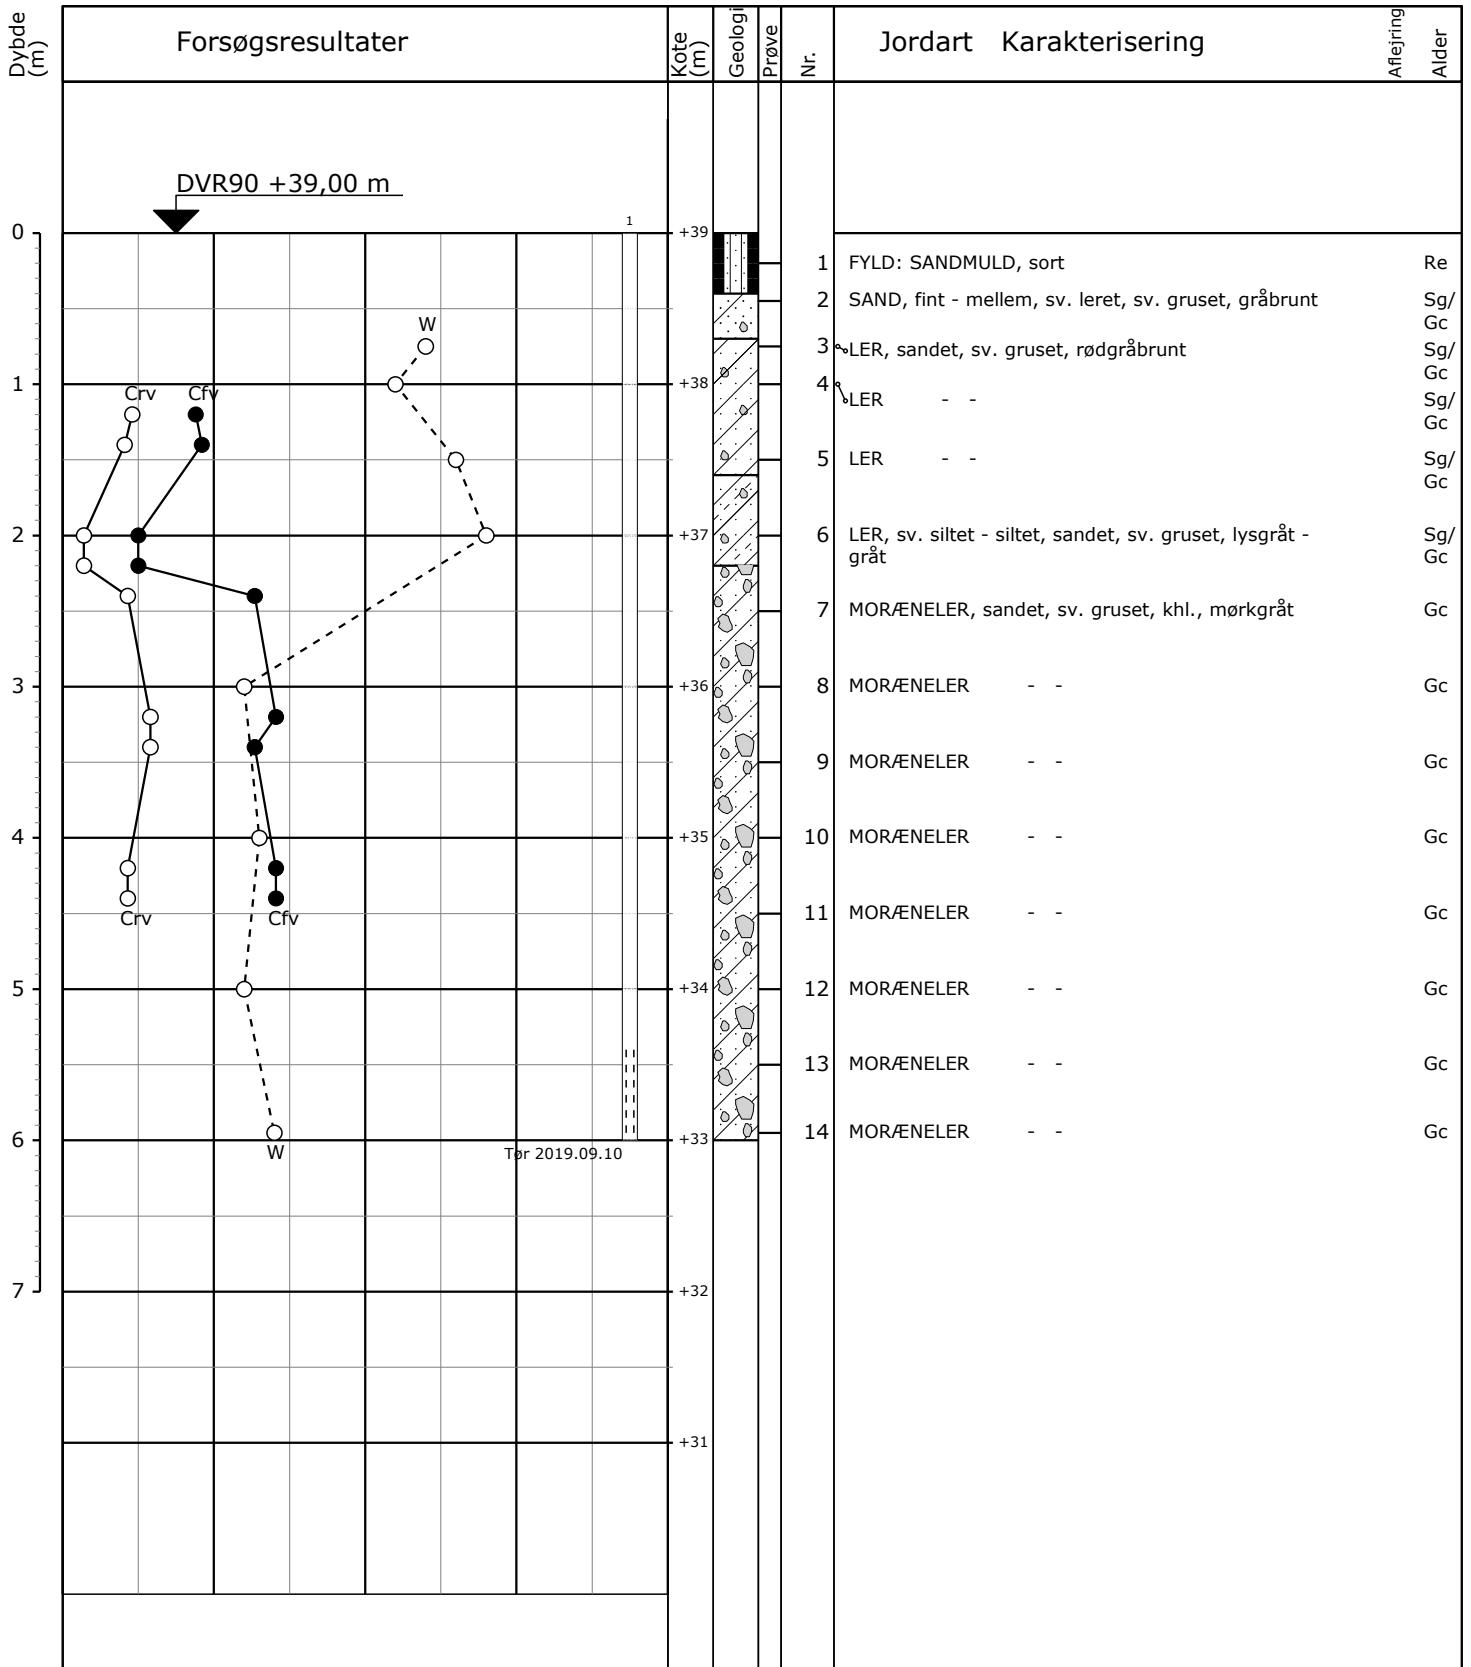 Dybde
(m)
Forsøgsresultater
Kote
(m)
Geologi
Prøve
Nr.
Jordart Karakterisering
Aflejring
Alder
DVR90 +39,00 m
1
0
+39
1 FYLD: SANDMULD, sort Re
2 SAND, fint - mellem, sv. leret, sv. gruset, gråbrunt Sg/
Gc
W
3 LER, sandet, sv. gruset, rødgråbrunt Sg/
Gc
1
+38
4 LER - - Sg/
Gc
Crv
Cfv
5 LER - - Sg/
Gc
2
+37
6 LER, sv. siltet - siltet, sandet, sv. gruset, lysgråt - Sg/
gråt Gc
7 MORÆNELER, sandet, sv. gruset, khl., mørkgråt Gc
3
+36
8 MORÆNELER - - Gc
9 MORÆNELER - - Gc
4
+35
10 MORÆNELER - - Gc
Crv
Cfv
11 MORÆNELER - - Gc
5
+34
12 MORÆNELER - - Gc
13 MORÆNELER - - Gc
6
+33
14 MORÆNELER - - Gc
W
Tør 2019.09.10
7
+32
+31